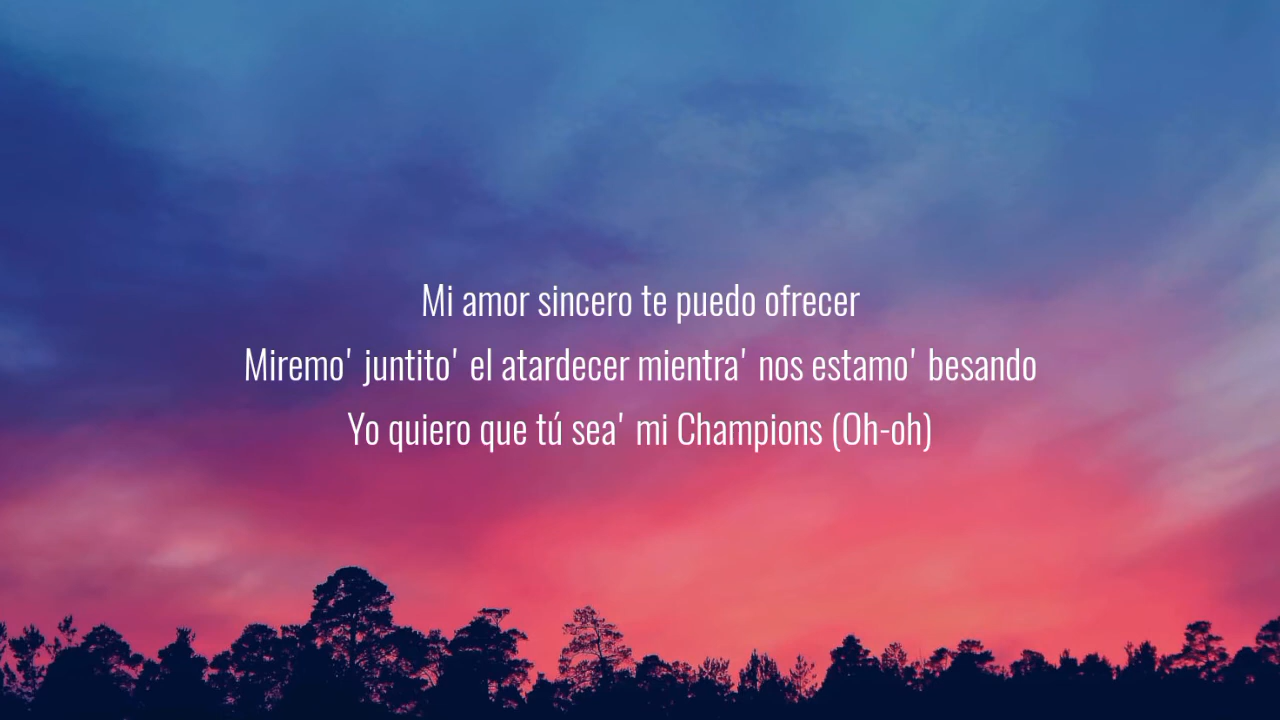 Mi amor sincero te puedo ofrecer
Miremo' juntito' el atardecer mientra' nos estamo' besando
Yo quiero que tú sea' mi Champions (Oh-oh)